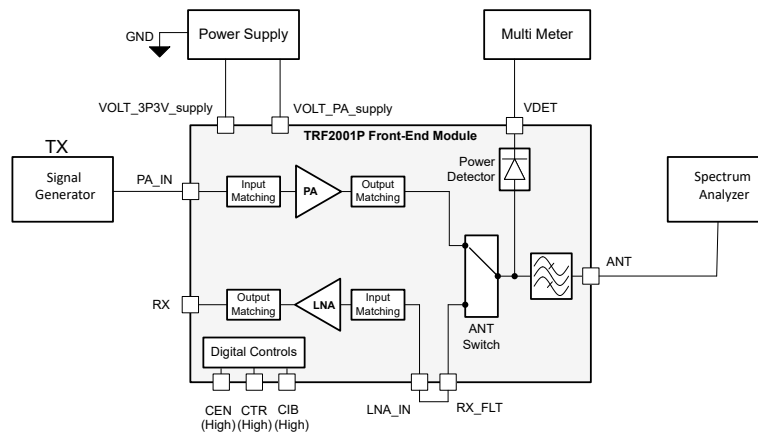 GND
Power Supply
Multi Meter
VOLT_3P3V_supply
VOLT_PA_supply
VDET
TRF2001P Front-End Module
TX
Signal
Generator
PA_IN
Input
Matching
PA
Output
Matching
Power
Detector
Spectrum
Analyzer
ANT
RX
Output
Matching
LNA
Input
Matching
ANT
Switch
Digital Controls
CEN
(High)
CTR
(High)
CIB
(High)
LNA_IN
RX_FLT